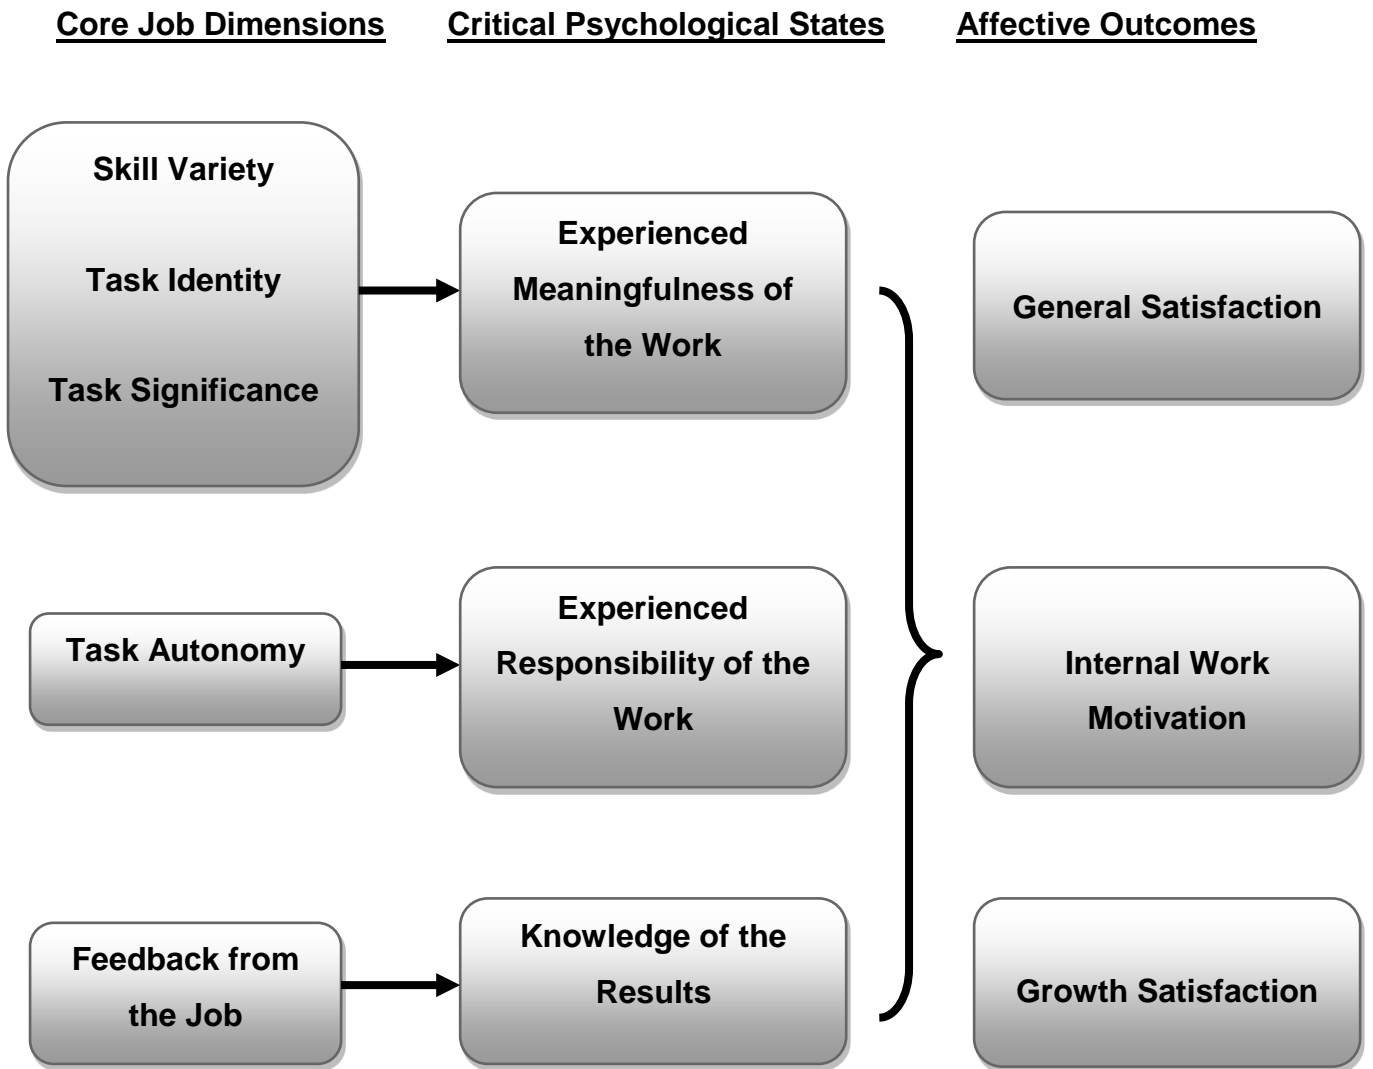 Core Job Dimensions
Critical Psychological States
Affective Outcomes
Skill Variety
Task Identity
Task Significance
Experienced
Meaningfulness of
the Work
General Satisfaction
Task Autonomy
Experienced
Responsibility of the
Work
Internal Work
Motivation
Feedback from
the Job
Knowledge of the
Results
Growth Satisfaction